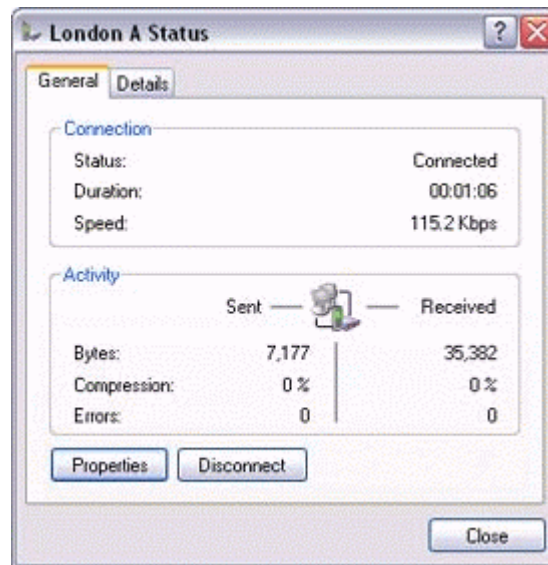 London A Status
General Details
Connection
Status: Connected
Duration: 00:01:06
Speed: 115.2 Kbps
Activity
Sent Received
Bytes: 7,177 35,382
Compression: 0 % 0 %
Errors: 0 0
Properties Disconnect
Close